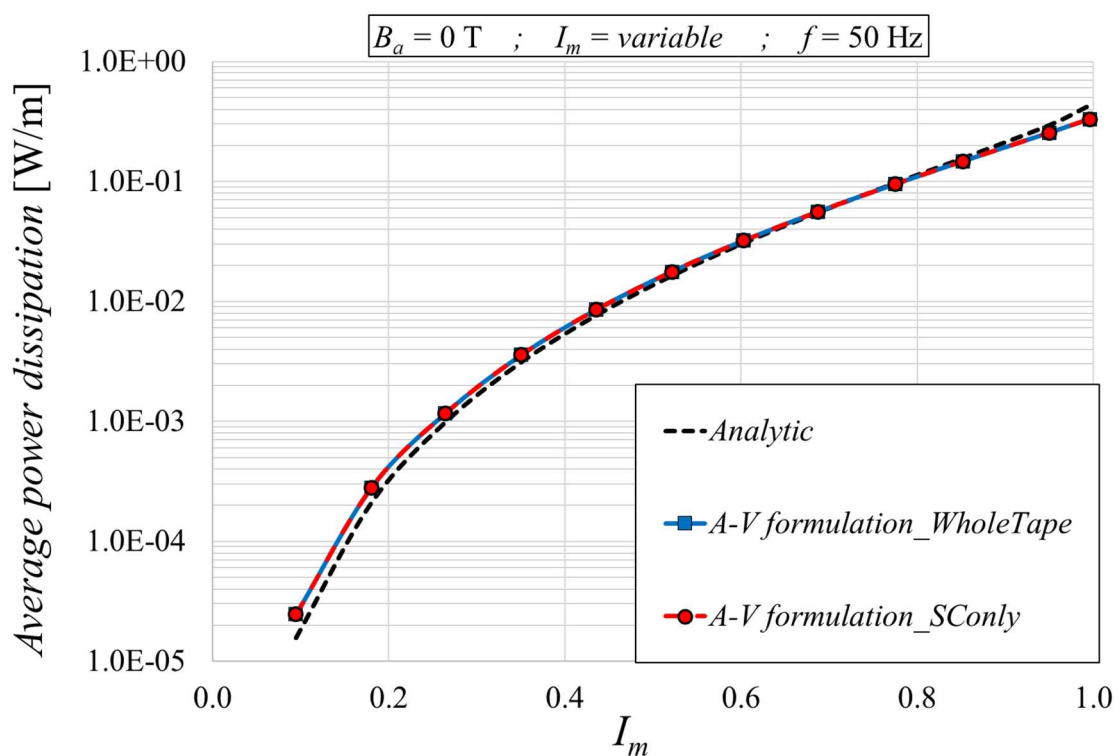 B_a = 0 T ; I_m = variable ; f = 50 Hz
Average power dissipation [W/m]
1.0E+00
1.0E-01
1.0E-02
1.0E-03
1.0E-04
1.0E-05
Analytic
A-V formulation_WholeTape
A-V formulation_SConly
0.0 0.2 0.4 0.6 0.8 1.0
I_m